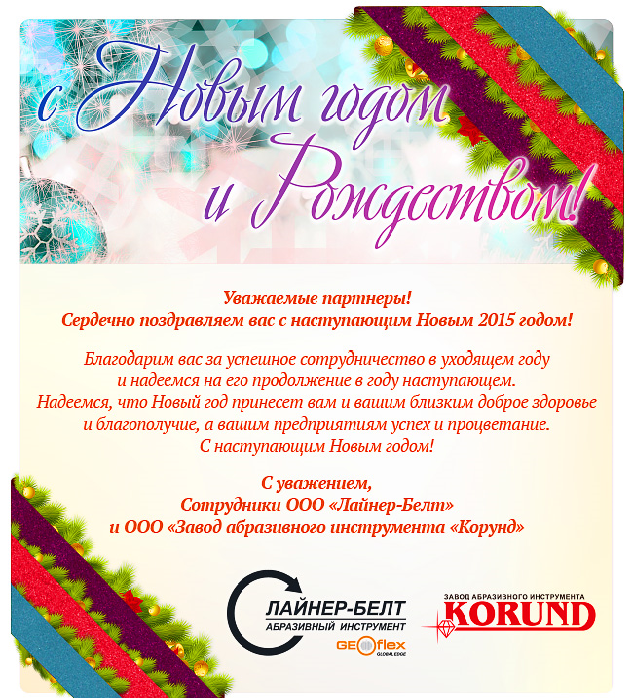 с Новым годом
и Рождеством!
Уважаемые партнеры!
Сердечно поздравляем вас с наступающим Новым 2015 годом!
Благодарим вас за успешное сотрудничество в уходящем году
и надеемся на его продолжение в году наступающем.
Надеемся, что Новый год принесет вам и вашим близким доброе здоровье
и благополучие, а вашим предприятиям успех и процветание.
С наступающим Новым годом!
С уважением,
Сотрудники ООО «Лайнер-Белт»
и ООО «Завод абразивного инструмента «Корунд»
ЛАЙНЕР-БЕЛТ
АБРАЗИВНЫЙ ИНСТРУМЕНТ
GEOflex
GLOBAL EDGE
ЗАВОД АБРАЗИВНОГО ИНСТРУМЕНТА
KORUND